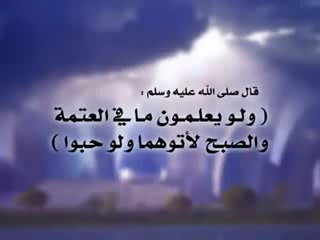 قال صلى الله عليه وسلم :
( ولو يعلمون ما في العتمة
والصبح لأتوهما ولو حبوا )